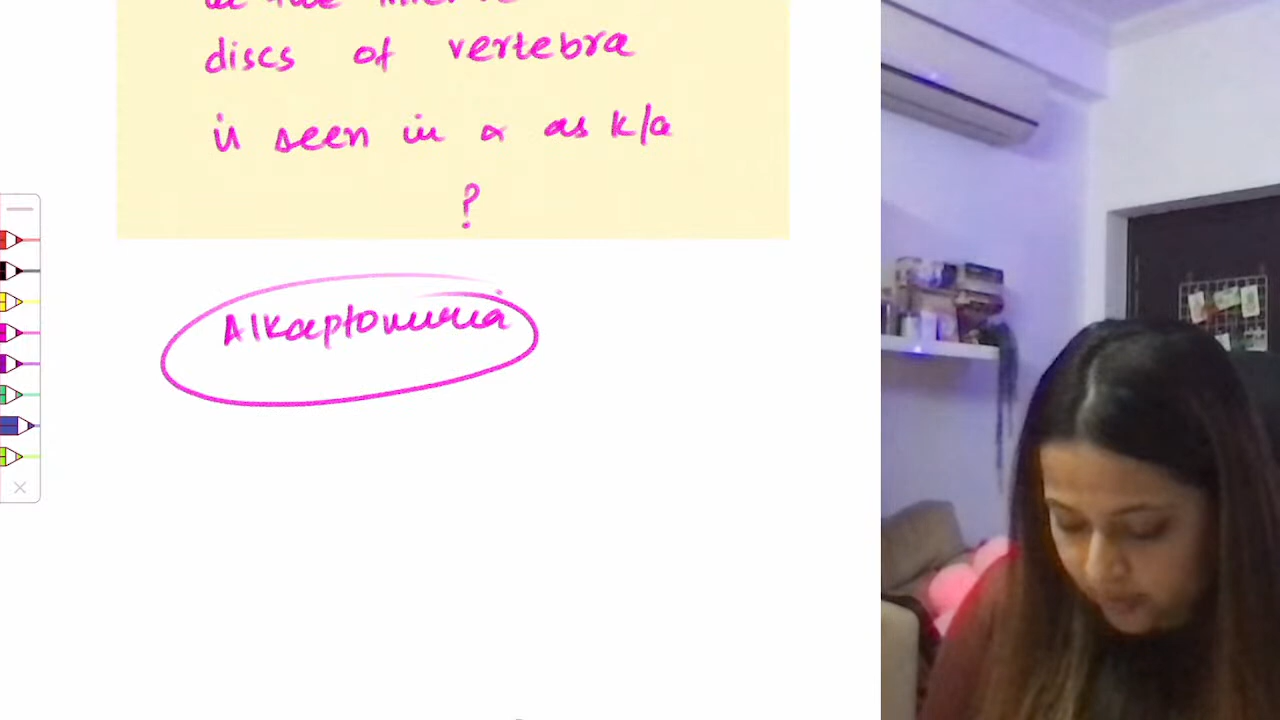 discs of vertebra
is seen in α as k/a
?
Alkaptonuria